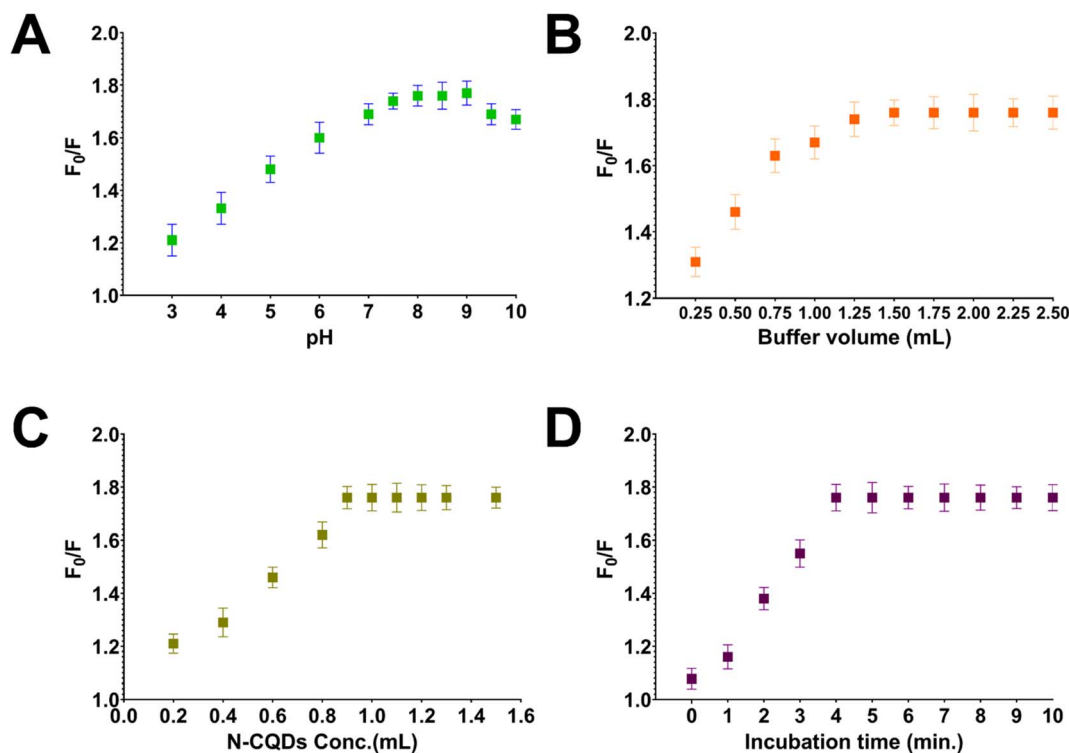 A
F₀/F
2.0
1.8
1.6
1.4
1.2
1.0
3 4 5 6 7 8 9 10
pH
B
F₀/F
2.0
1.8
1.6
1.4
1.2
0.25 0.50 0.75 1.00 1.25 1.50 1.75 2.00 2.25 2.50
Buffer volume (mL)
C
F₀/F
2.0
1.8
1.6
1.4
1.2
1.0
0.0 0.2 0.4 0.6 0.8 1.0 1.2 1.4 1.6
N-CQDs Conc.(mL)
D
F₀/F
2.0
1.8
1.6
1.4
1.2
1.0
0 1 2 3 4 5 6 7 8 9 10
Incubation time (min.)